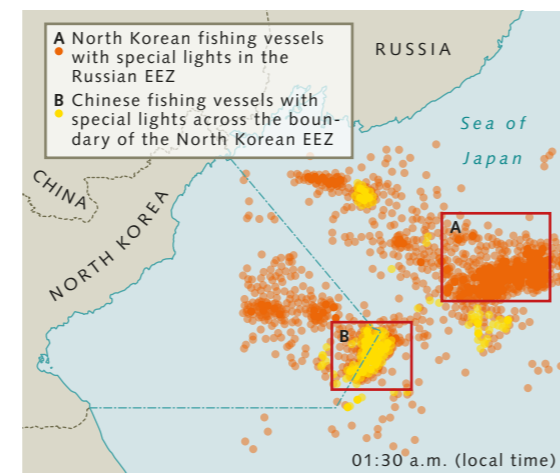 A North Korean fishing vessels
with special lights in the
Russian EEZ
B Chinese fishing vessels with
special lights across the boun-
dary of the North Korean EEZ
RUSSIA
Sea of
Japan
CHINA
NORTH KOREA
A
B
01:30 a.m. (local time)